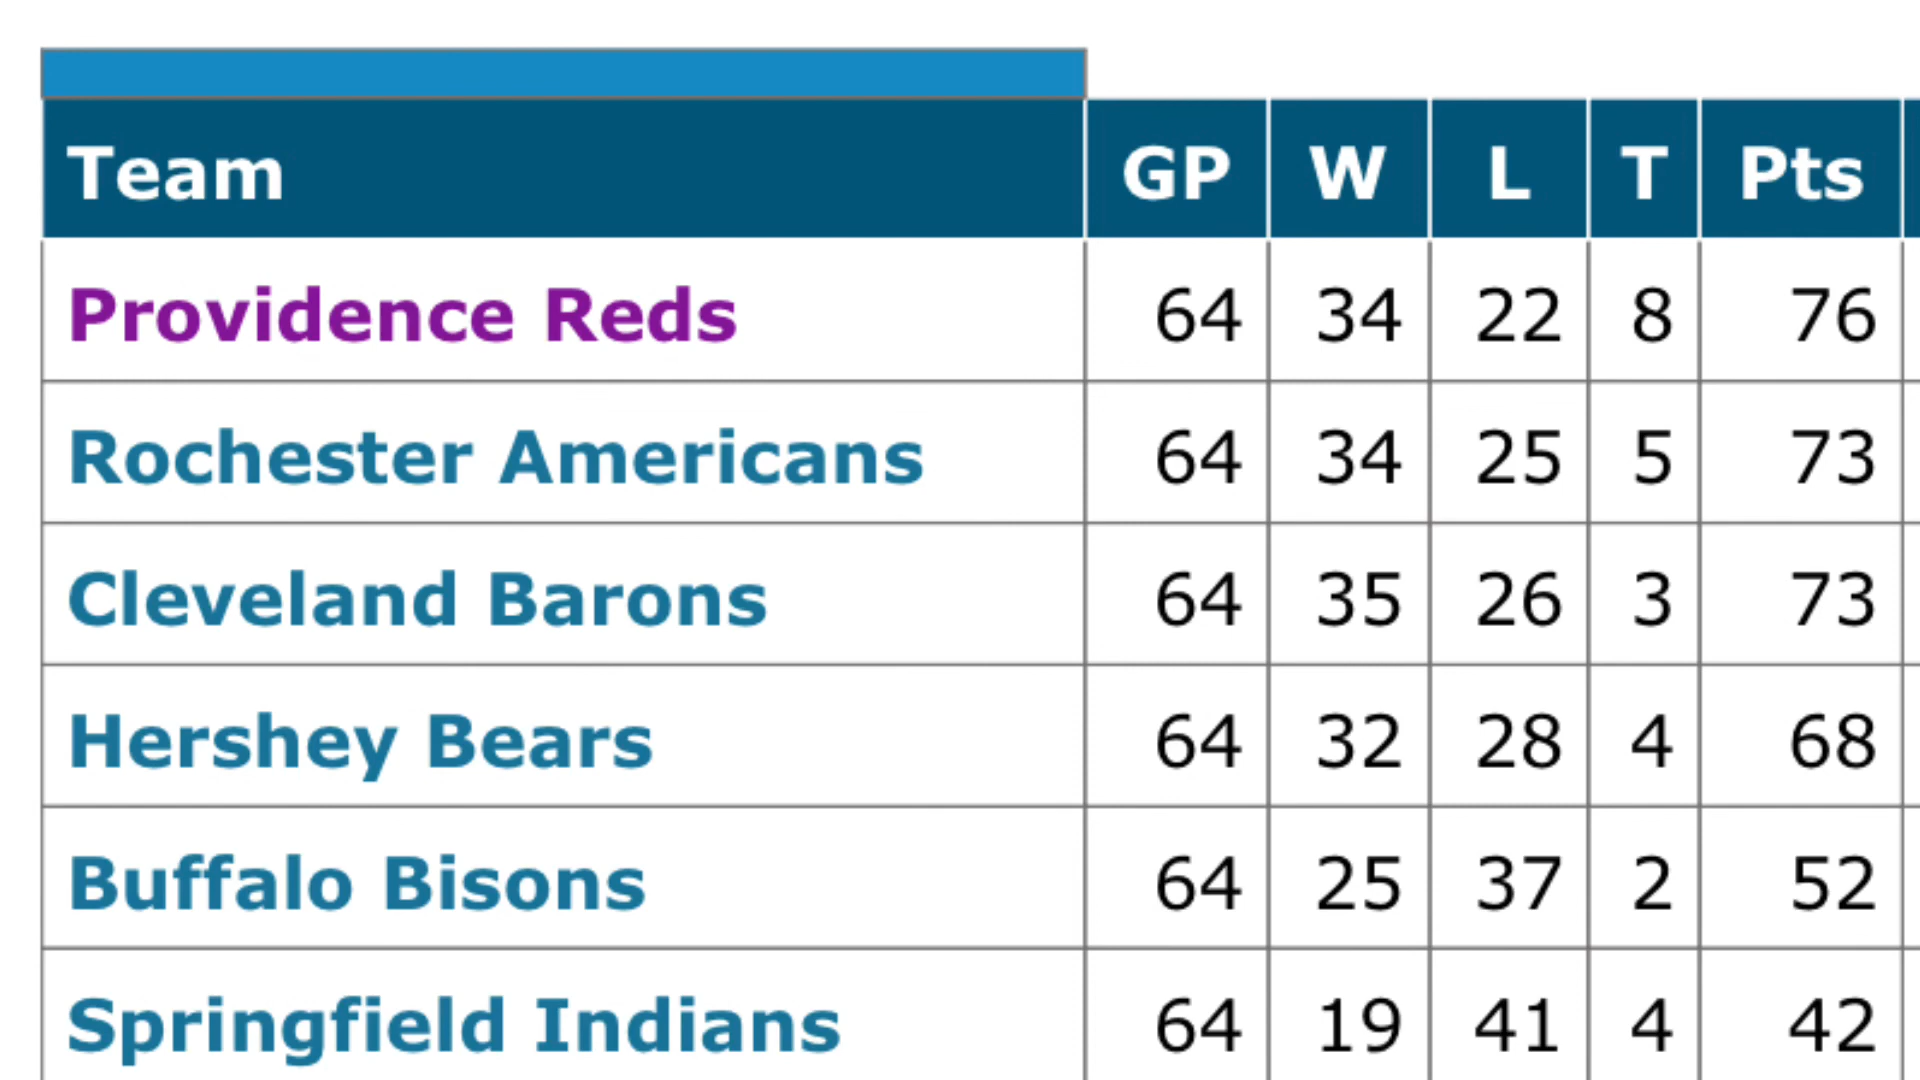 Team GP W L T Pts
Providence Reds 64 34 22 8 76
Rochester Americans 64 34 25 5 73
Cleveland Barons 64 35 26 3 73
Hershey Bears 64 32 28 4 68
Buffalo Bisons 64 25 37 2 52
Springfield Indians 64 19 41 4 42